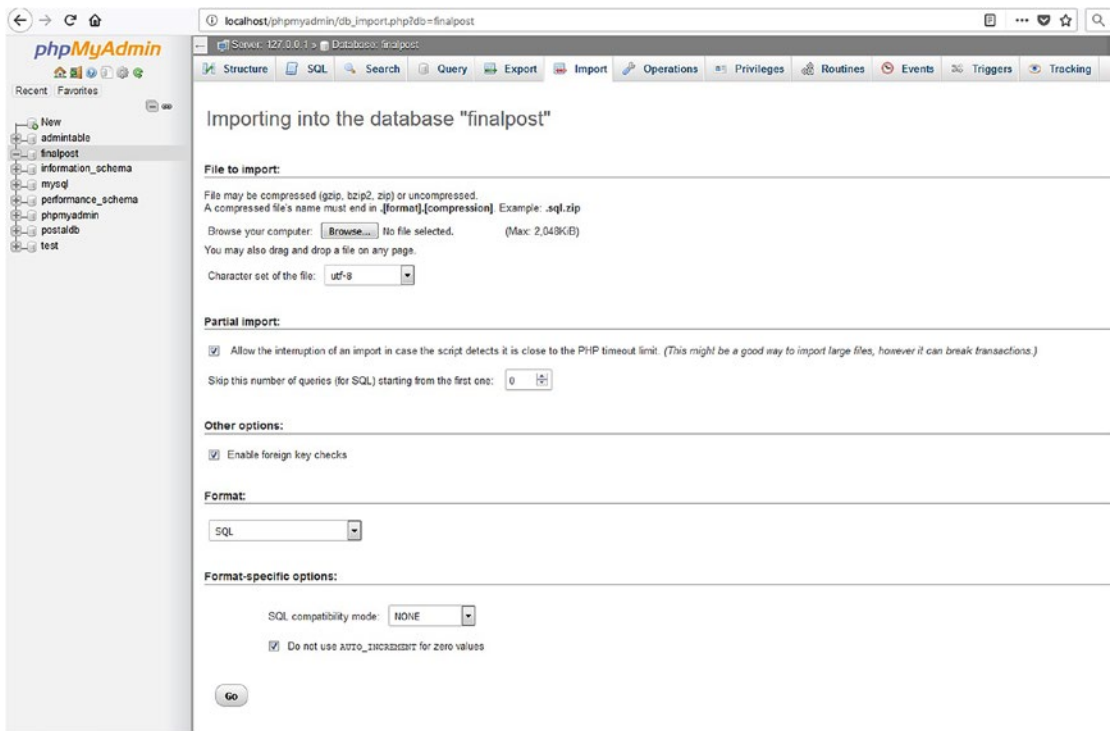 localhost/phpmyadmin/db_import.php?db=finalpost
phpMyAdmin
Recent Favorites
New
admintable
finalpost
information_schema
mysql
performance_schema
phpmyadmin
postaldb
test
Server: 127.0.0.1 » Database: finalpost
Structure SQL Search Query Export Import Operations Privileges Routines Events Triggers Tracking
Importing into the database "finalpost"
File to import:
File may be compressed (gzip, bzip2, zip) or uncompressed.
A compressed file's name must end in .[format].[compression]. Example: .sql.zip
Browse your computer: Browse... No file selected. (Max: 2,048KiB)
You may also drag and drop a file on any page.
Character set of the file: utf-8
Partial import:
Allow the interruption of an import in case the script detects it is close to the PHP timeout limit. (This might be a good way to import large files, however it can break transactions.)
Skip this number of queries (for SQL) starting from the first one: 0
Other options:
Enable foreign key checks
Format:
SQL
Format-specific options:
SQL compatibility mode: NONE
Do not use AUTO_INCREMENT for zero values
Go